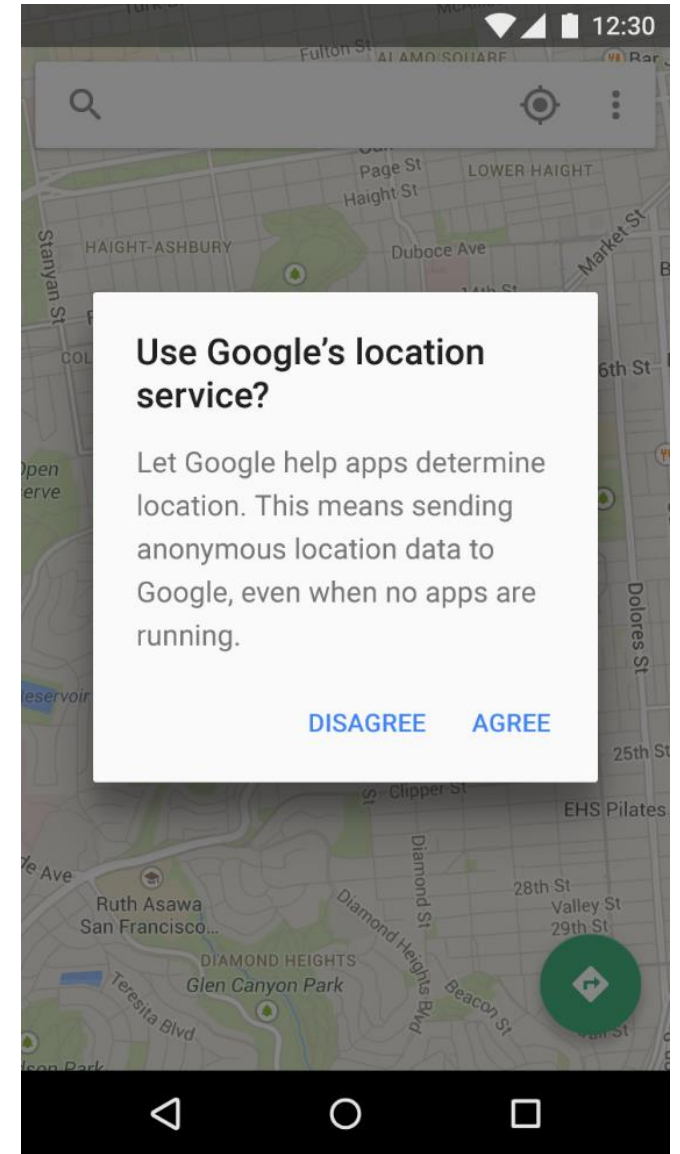 12:30
Fulton St
ALAMO SQUARE
Bar
Page St
LOWER HAIGHT
Haight St
Market St
Stanyan St
HAIGHT-ASHBURY
Duboce Ave
14th St
Use Google’s location
service?
6th St
Let Google help apps determine
location. This means sending
anonymous location data to
Google, even when no apps are
running.
Dolores St
DISAGREE AGREE
25th St
Clipper St
EHS Pilates
Diamond St
Ruth Asawa
San Francisco...
28th St
Valley St
29th St
Diamond Heights Blvd
DIAMOND HEIGHTS
Glen Canyon Park
Beacon St
Teresita Blvd